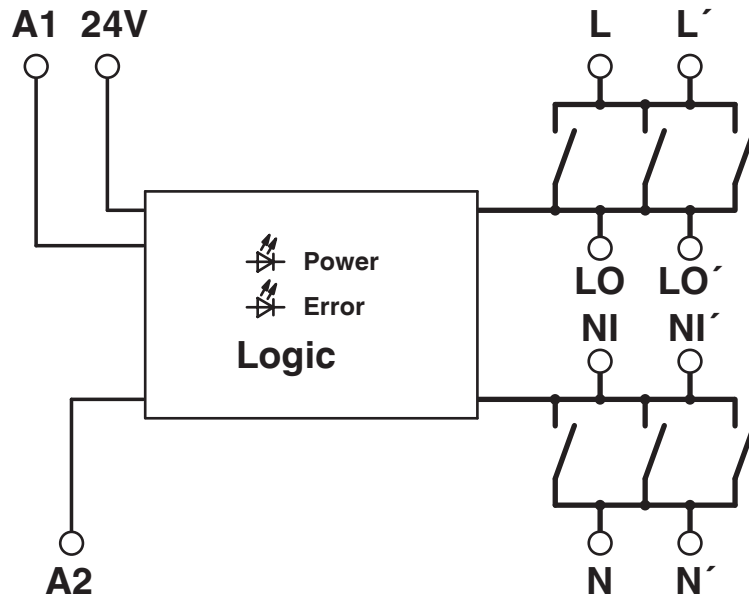 A1 24V L L´
Power
Error
Logic
LO LO´
NI NI´
A2
N N´